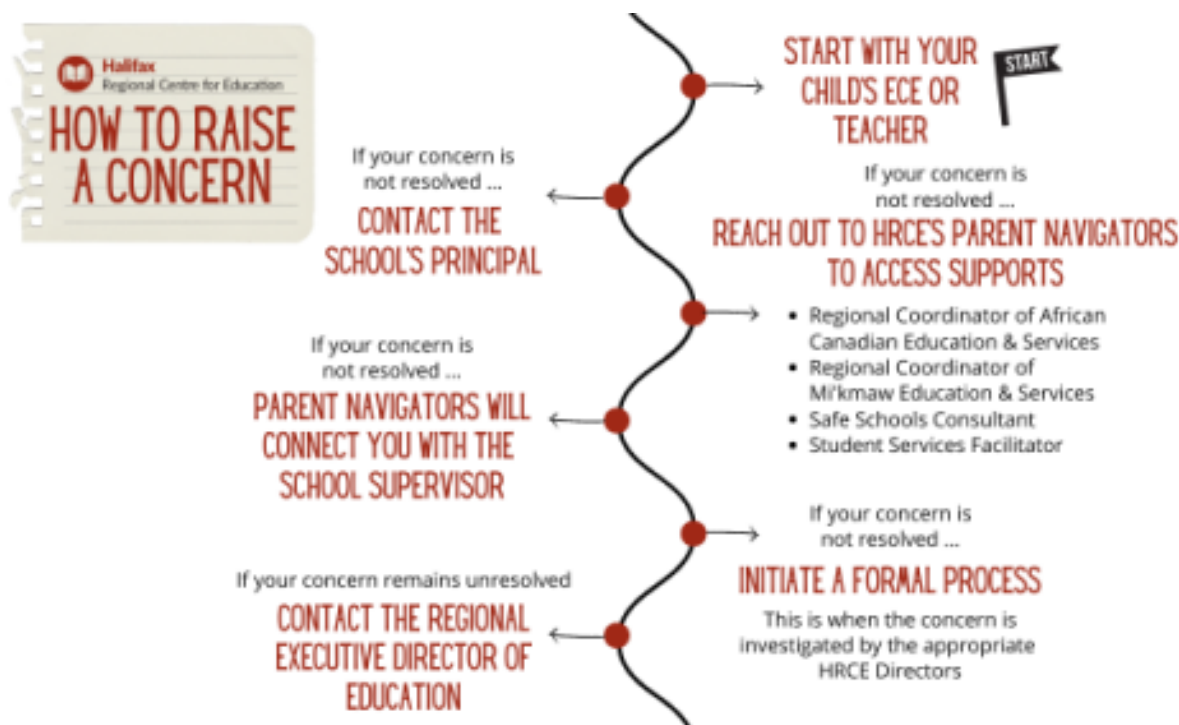 Halifax
Regional Centre for Education
HOW TO RAISE
A CONCERN
START WITH YOUR
CHILD'S ECE OR
TEACHER
START
If your concern is
not resolved ...
CONTACT THE
SCHOOL'S PRINCIPAL
If your concern is
not resolved ...
REACH OUT TO HRCE'S PARENT NAVIGATORS
TO ACCESS SUPPORTS
• Regional Coordinator of African
Canadian Education & Services
• Regional Coordinator of
Mi'kmaw Education & Services
• Safe Schools Consultant
• Student Services Facilitator
If your concern is
not resolved ...
PARENT NAVIGATORS WILL
CONNECT YOU WITH THE
SCHOOL SUPERVISOR
If your concern is
not resolved ...
INITIATE A FORMAL PROCESS
This is when the concern is
investigated by the appropriate
HRCE Directors
If your concern remains unresolved
CONTACT THE REGIONAL
EXECUTIVE DIRECTOR OF
EDUCATION